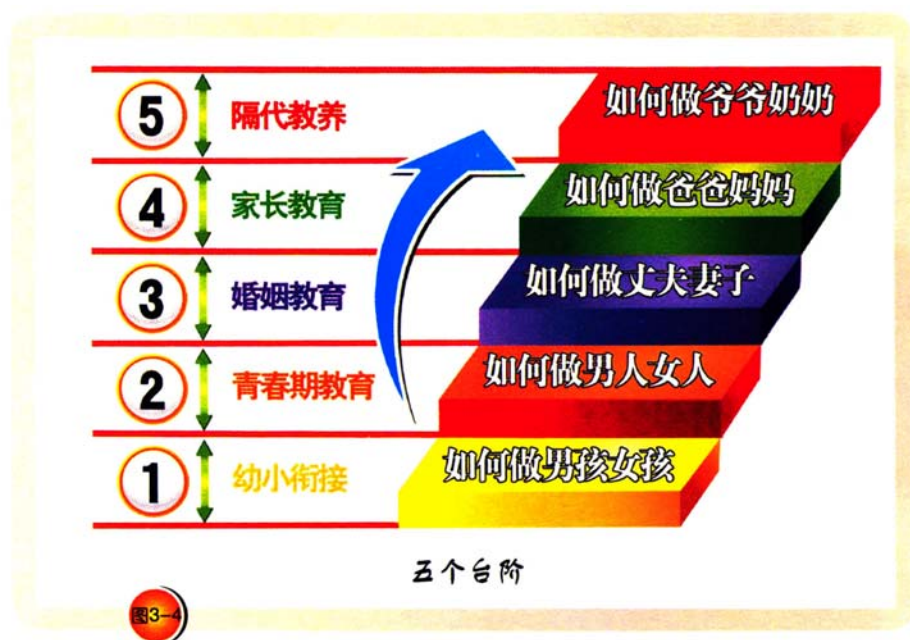 5 隔代教养 如何做爷爷奶奶
4 家长教育 如何做爸爸妈妈
3 婚姻教育 如何做丈夫妻子
2 青春期教育 如何做男人女人
1 幼小衔接 如何做男孩女孩
五个台阶
图3-4